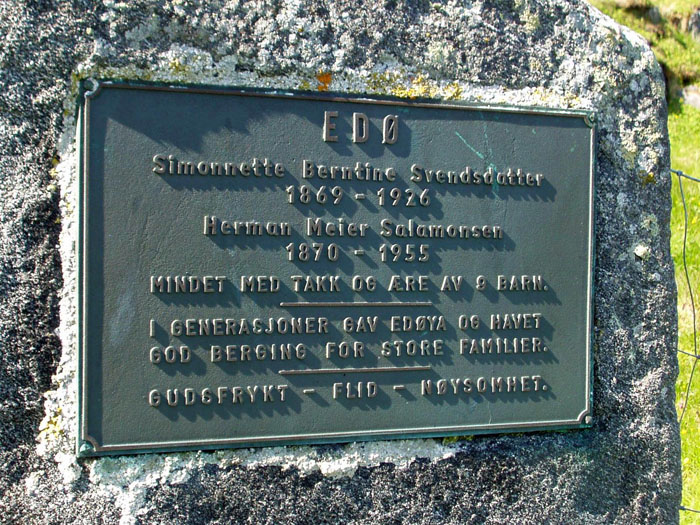 EDØ
Simonnette Berntine Svendsdatter
1869 - 1926
Herman Meier Salamonsen
1870 - 1955
MINDET MED TAKK OG ÆRE AV 9 BARN.
I GENERASJONER GAV EDØYA OG HAVET
GOD BERGING FOR STORE FAMILIER.
GUDSFRYKT - FLID - NØYSOMHET.